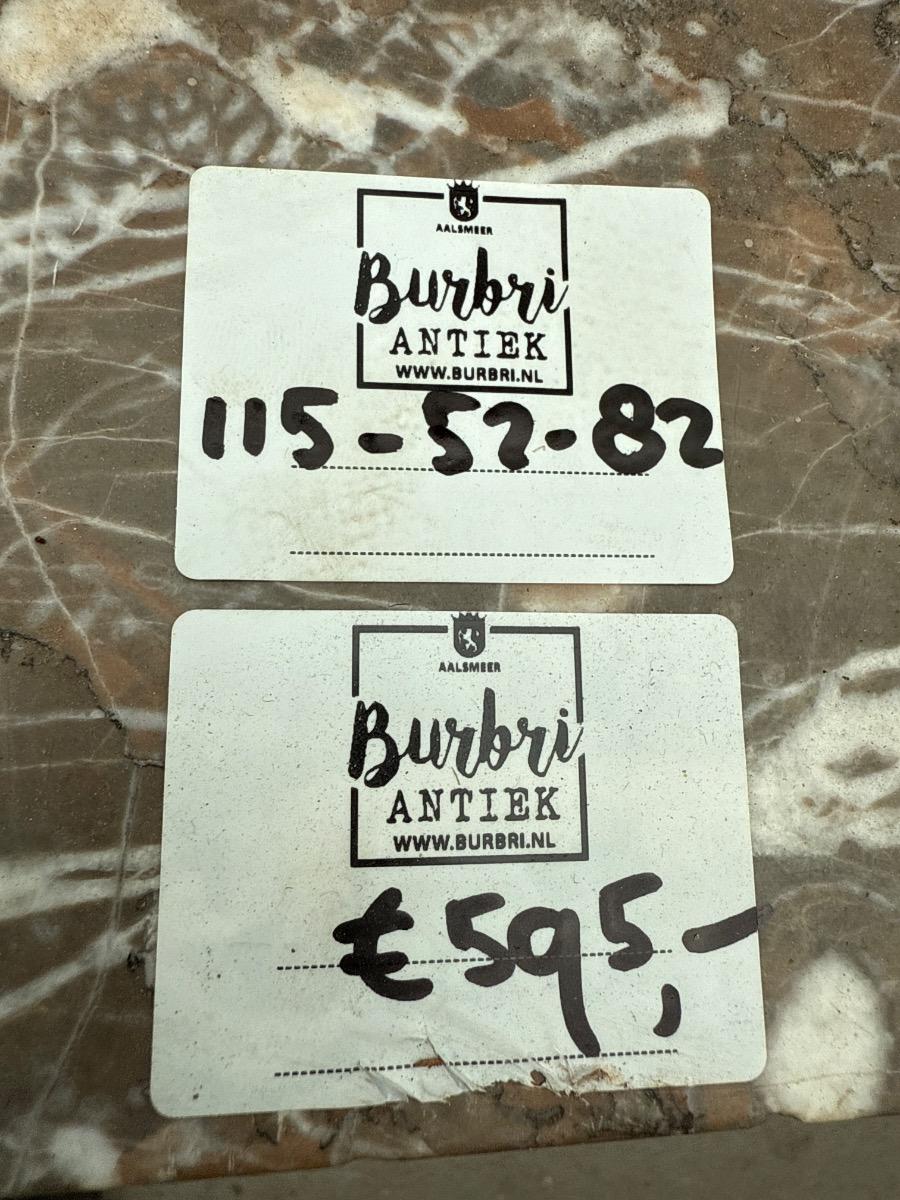 AALSMEER
Burbri
ANTIEK
WWW.BURBRI.NL
115-52-82
AALSMEER
Burbri
ANTIEK
WWW.BURBRI.NL
€595,-